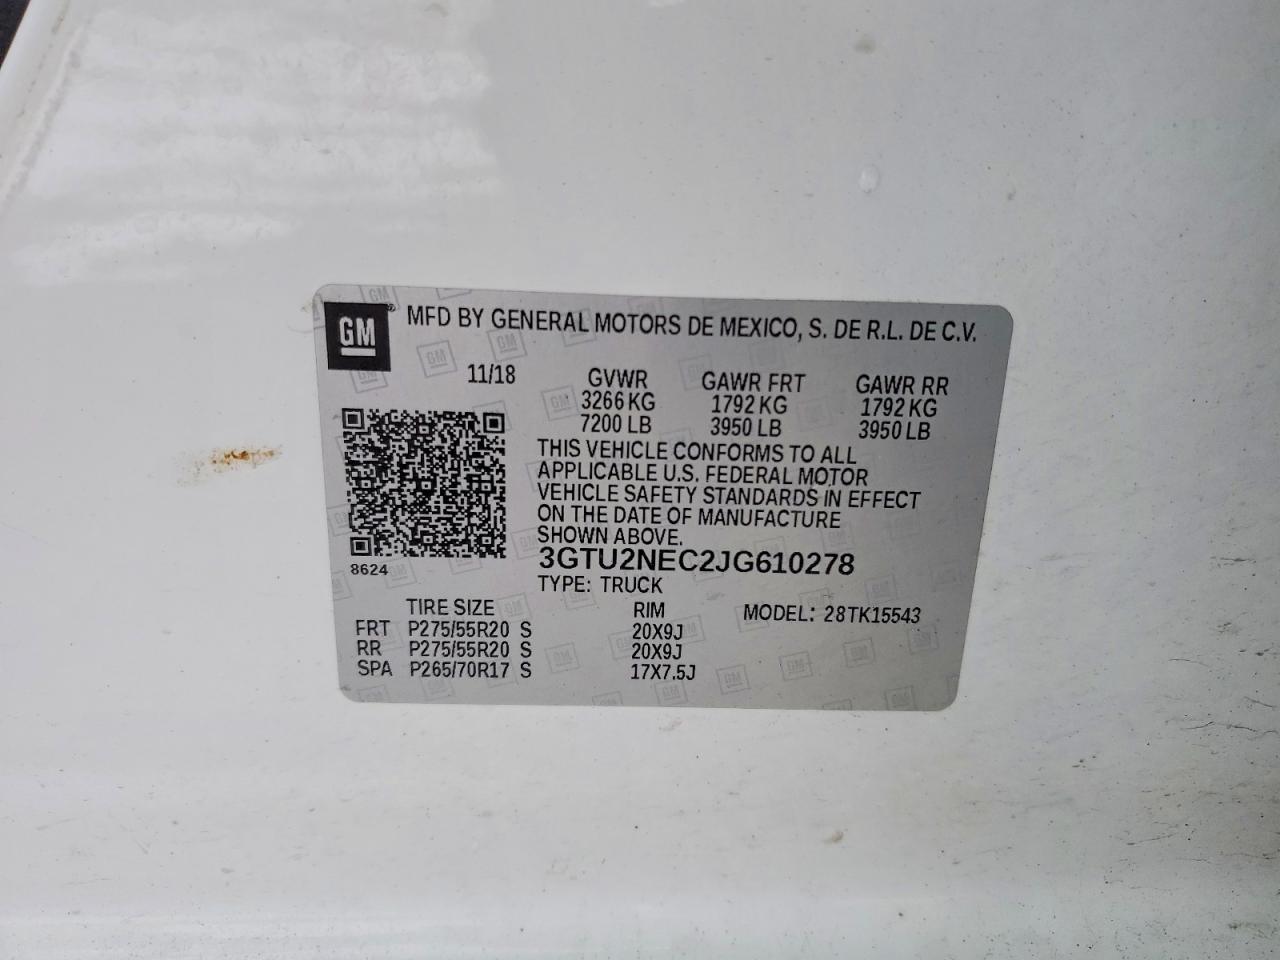 GM® MFD BY GENERAL MOTORS DE MEXICO, S. DE R.L. DE C.V.
11/18 GVWR GAWR FRT GAWR RR
3266 KG 1792 KG 1792 KG
7200 LB 3950 LB 3950 LB
THIS VEHICLE CONFORMS TO ALL
APPLICABLE U.S. FEDERAL MOTOR
VEHICLE SAFETY STANDARDS IN EFFECT
ON THE DATE OF MANUFACTURE
SHOWN ABOVE.
3GTU2NEC2JG610278
8624 TYPE: TRUCK
TIRE SIZE RIM MODEL: 28TK15543
FRT P275/55R20 S 20X9J
RR P275/55R20 S 20X9J
SPA P265/70R17 S 17X7.5J